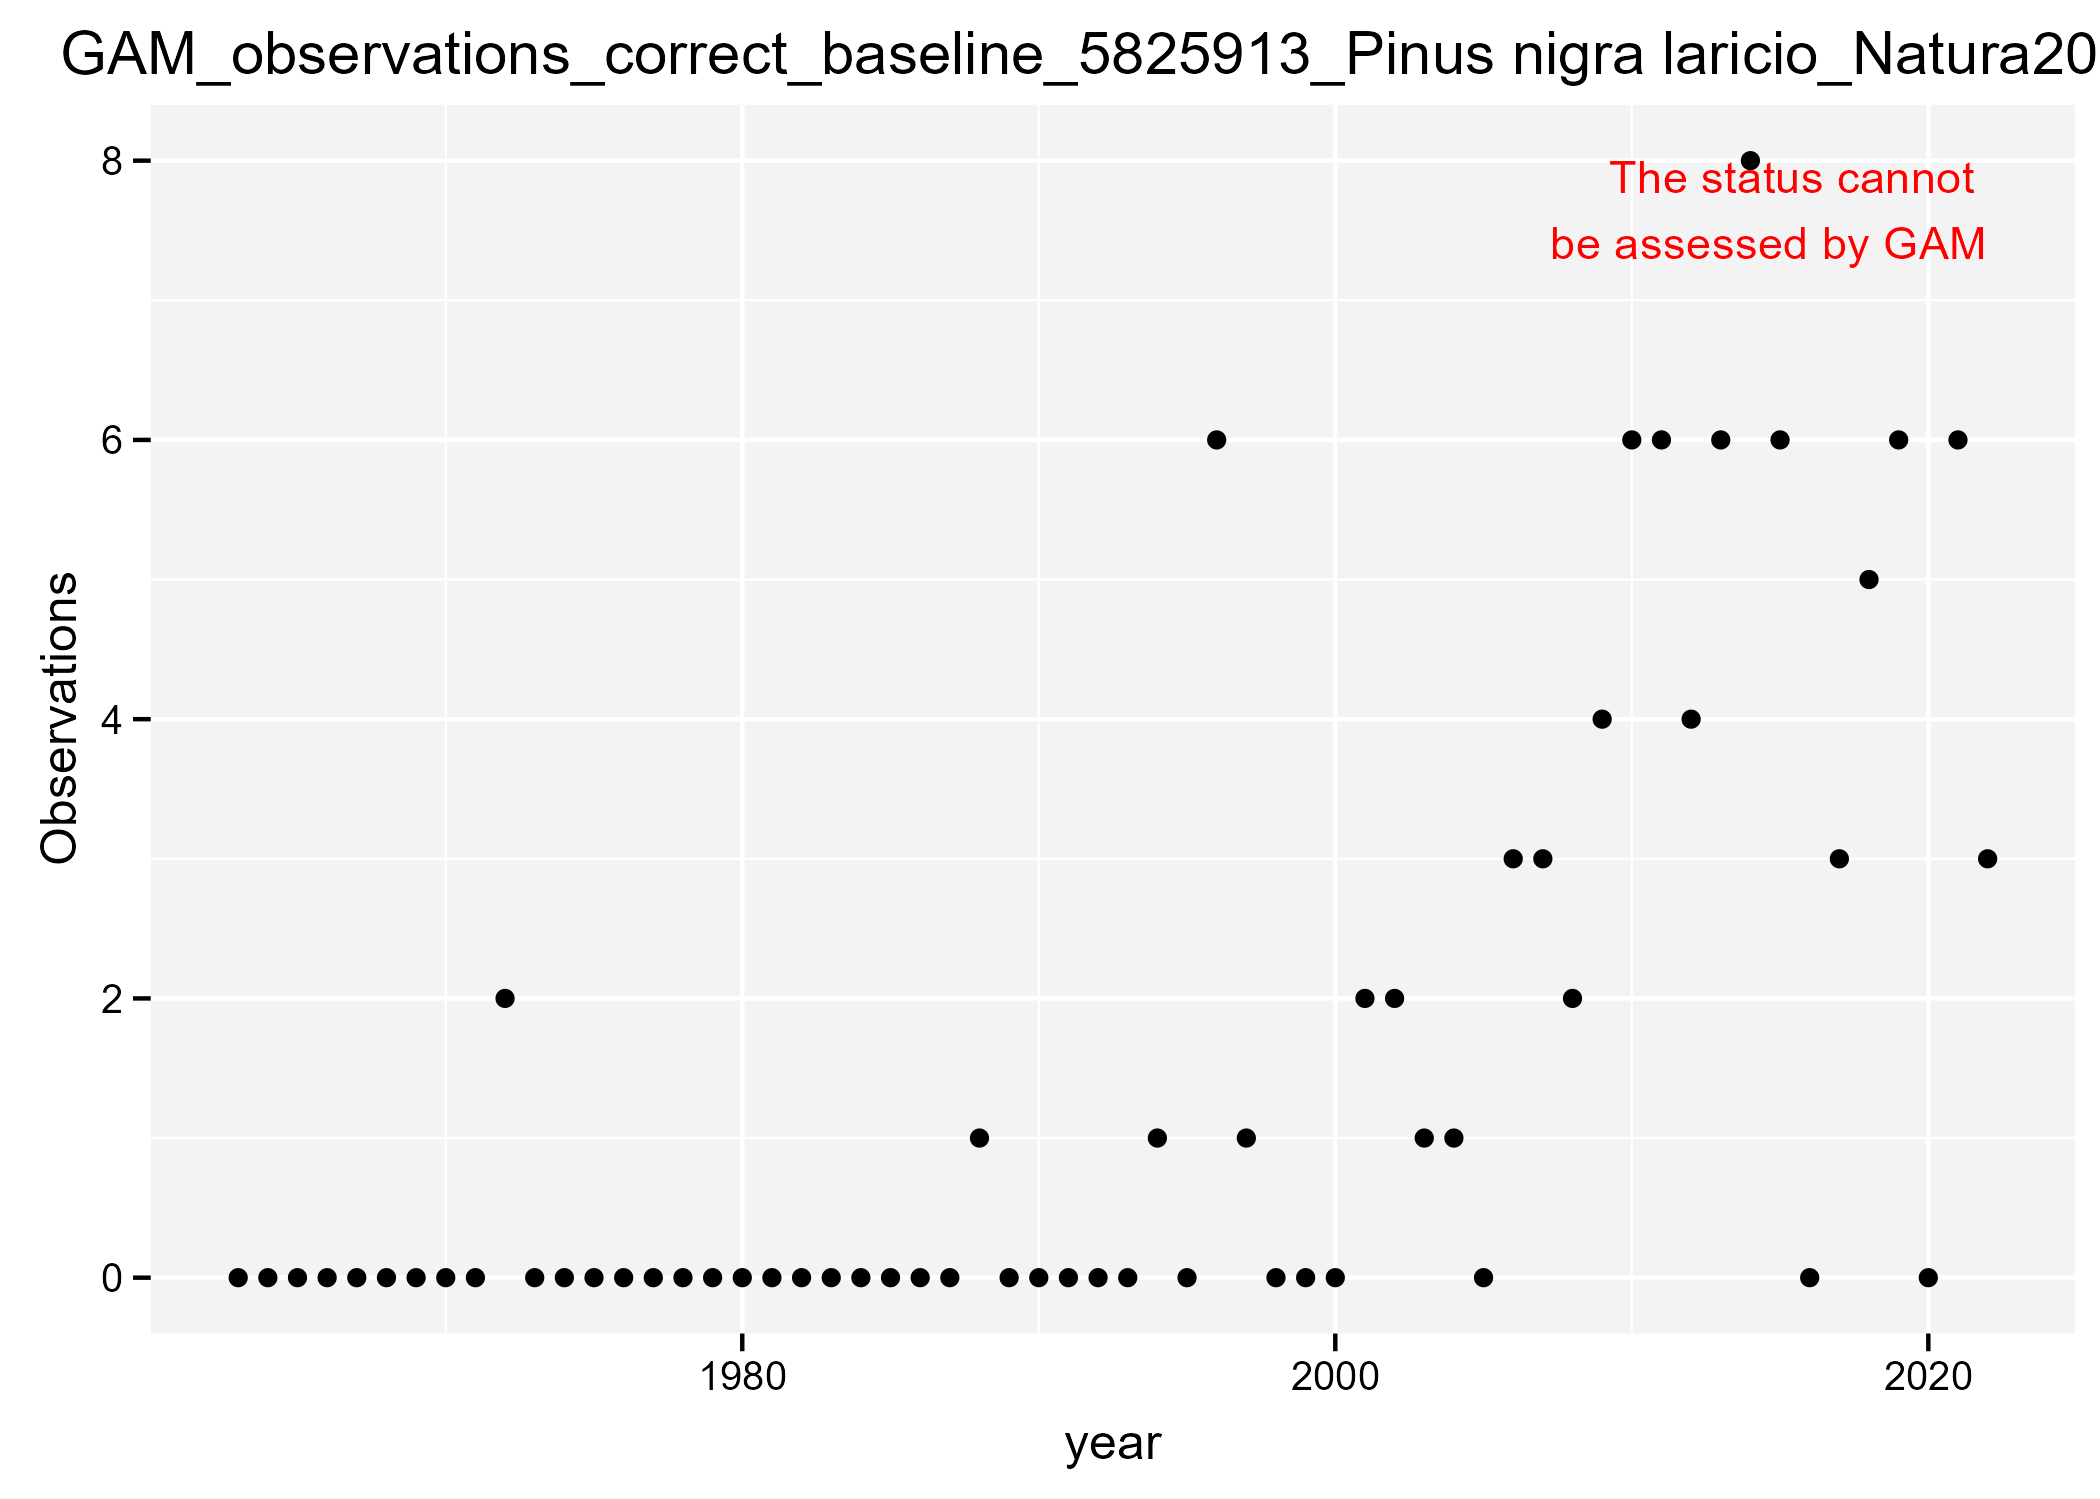 GAM_observations_correct_baseline_5825913_Pinus nigra laricio_Natura20
8
The status cannot
be assessed by GAM
6
Observations
4
2
0
1980 2000 2020
year